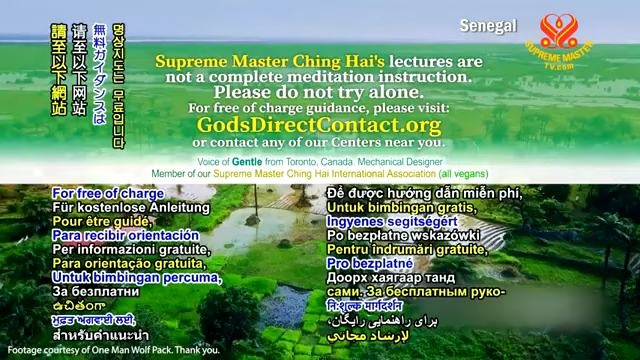 Senegal
SUPREME MASTER
TV.com
請至以下網站
请至以下网站
無料ガイダンスは
명상지도는 무료입니다
Supreme Master Ching Hai's lectures are
not a complete meditation instruction.
Please do not try alone.
For free of charge guidance, please visit:
GodsDirectContact.org
or contact any of our Centers near you.
Voice of Gentle from Toronto, Canada, Mechanical Designer
Member of our Supreme Master Ching Hai International Association (all vegans)
For free of charge
Für kostenlose Anleitung
Pour être guidé,
Para recibir orientación
Per informazioni gratuite,
Para orientação gratuita,
Untuk bimbingan percuma,
За безплатни
ఉచితంగా
ਮੁਫ਼ਤ ਅਗਵਾਈ ਲਈ,
สำหรับคำแนะนำ
Để được hướng dẫn miễn phí,
Untuk bimbingan gratis,
Ingyenes segítségért
Po bezpłatne wskazówki
Pentru îndrumări gratuite,
Pro bezplatné
Доорх хаягаар танд
сами. За бесплатным руко-
निःशुल्क मार्गदर्शन
برای راهنمایی رایگان،
لإرشاد مجاني
Footage courtesy of One Man Wolf Pack. Thank you.